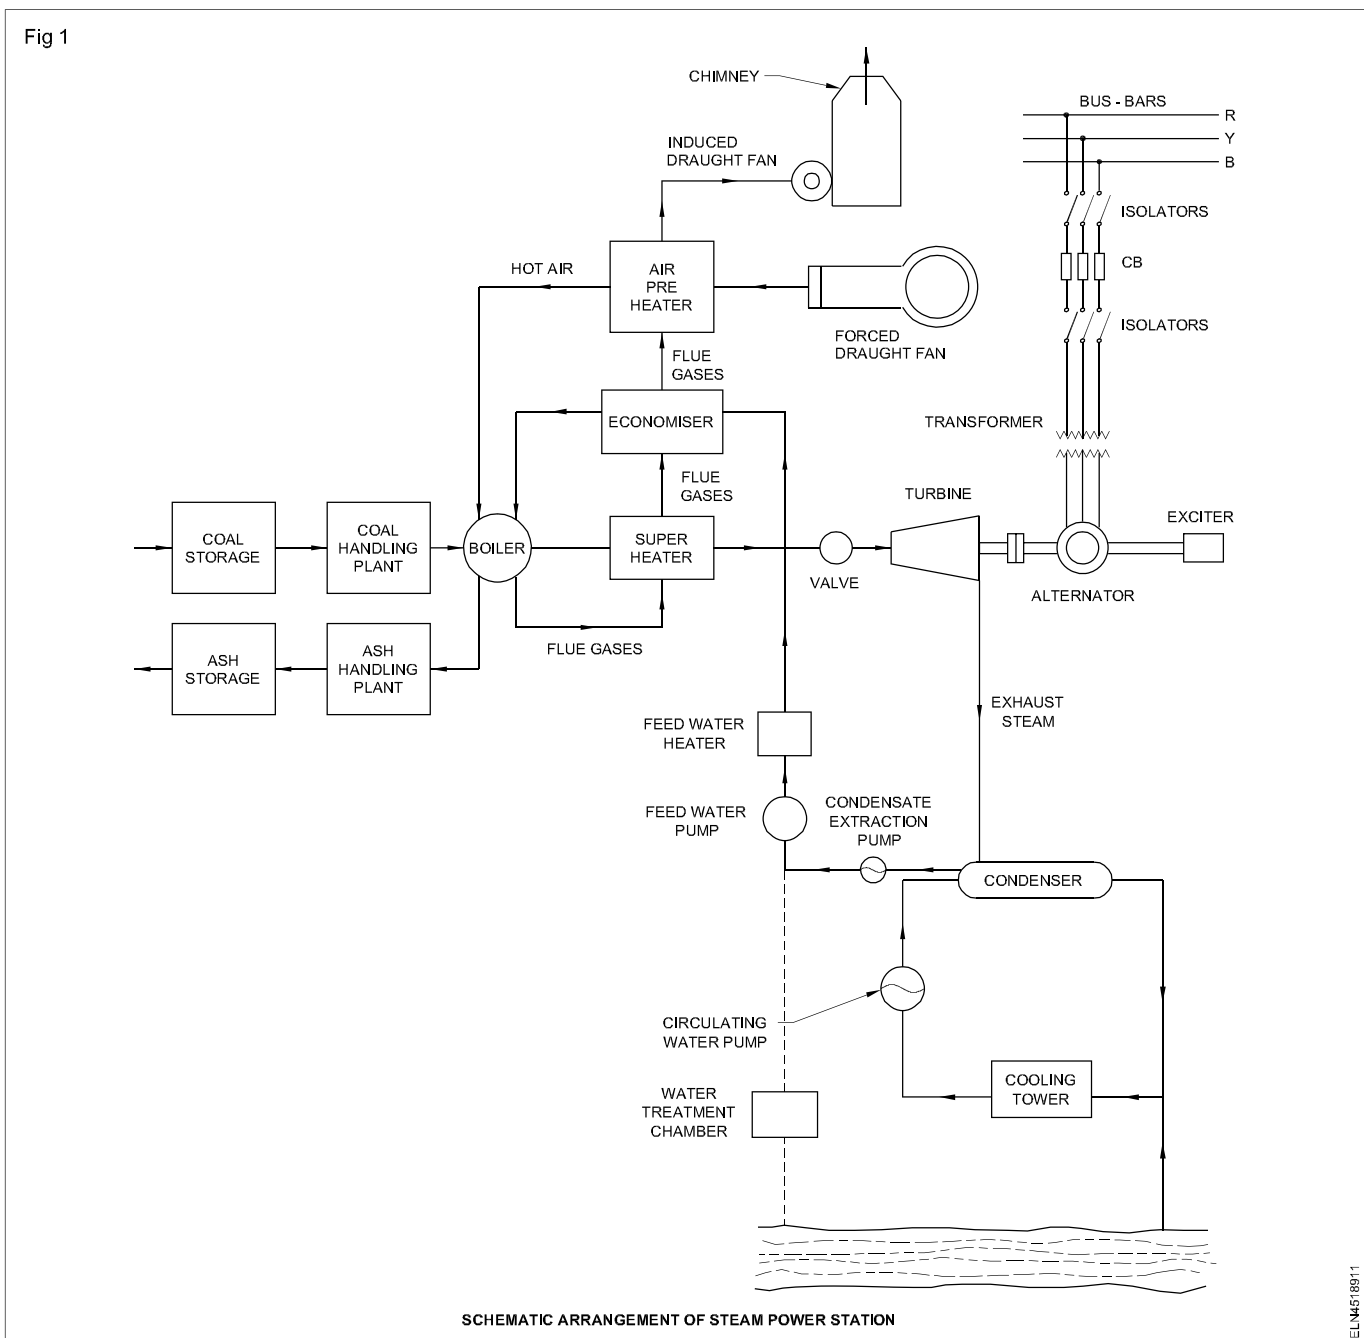 Fig 1
CHIMNEY
BUS - BARS
R
Y
B
INDUCED
DRAUGHT FAN
ISOLATORS
CB
ISOLATORS
HOT AIR
AIR
PRE
HEATER
FORCED
DRAUGHT FAN
FLUE
GASES
ECONOMISER
TRANSFORMER
FLUE
GASES
TURBINE
EXCITER
COAL
STORAGE
COAL
HANDLING
PLANT
BOILER
SUPER
HEATER
VALVE
ALTERNATOR
ASH
STORAGE
ASH
HANDLING
PLANT
FLUE GASES
EXHAUST
STEAM
FEED WATER
HEATER
FEED WATER
PUMP
CONDENSATE
EXTRACTION
PUMP
CONDENSER
CIRCULATING
WATER PUMP
COOLING
TOWER
WATER
TREATMENT
CHAMBER
SCHEMATIC ARRANGEMENT OF STEAM POWER STATION
ELN4518911